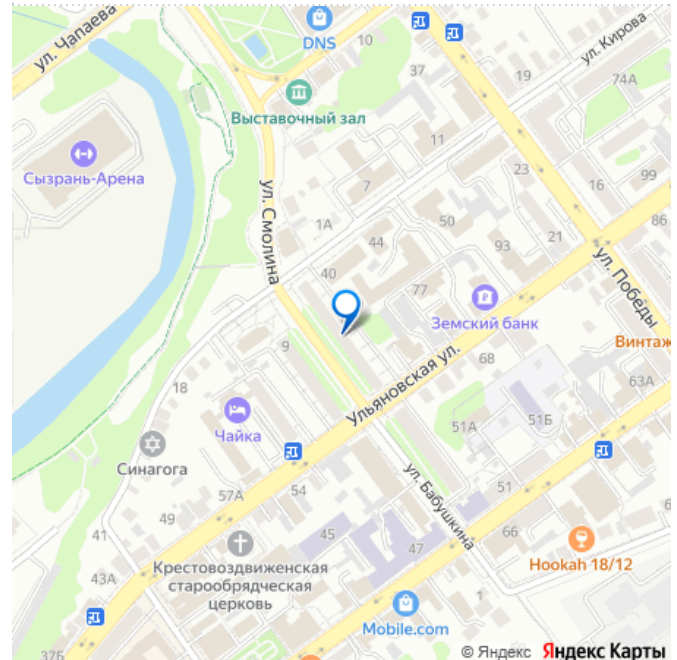 ул. Чапаева
DNS
10
37
19
ул. Кирова
74А
Выставочный зал
11
Сызрань-Арена
7
23
16
99
ул. Смолина
1А
50
86
44
93
21
40
77
ул. Победы
Земский банк
Винтаж
9
68
63А
18
Ульяновская ул.
Чайка
51А
51Б
Синагога
57А
54
ул. Бабушкина
51
49
45
66
41
47
Крестовоздвиженская
старообрядческая
церковь
Hookah 18/12
43А
1
Mobile.com
37Б
© Яндекс Яндекс Карты